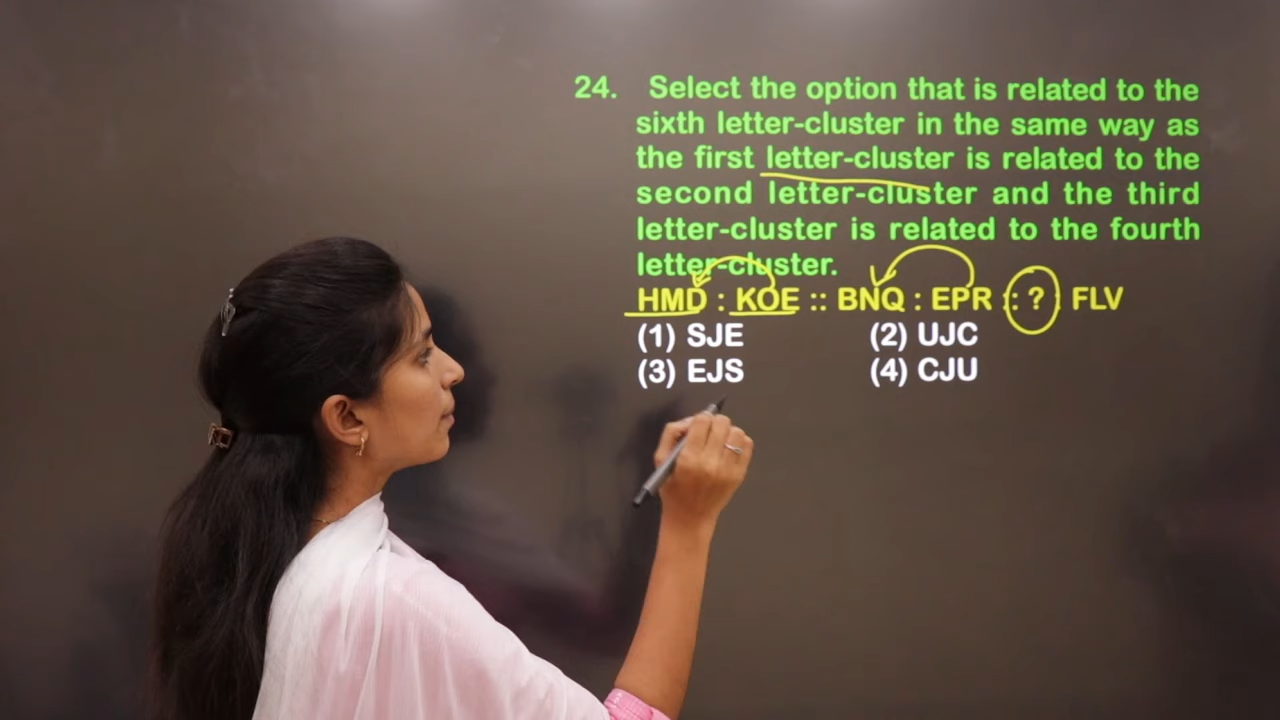 24. Select the option that is related to the
sixth letter-cluster in the same way as
the first letter-cluster is related to the
second letter-cluster and the third
letter-cluster is related to the fourth
letter-cluster.
HMD : KOE :: BNQ : EPR :: ? : FLV
(1) SJE (2) UJC
(3) EJS (4) CJU